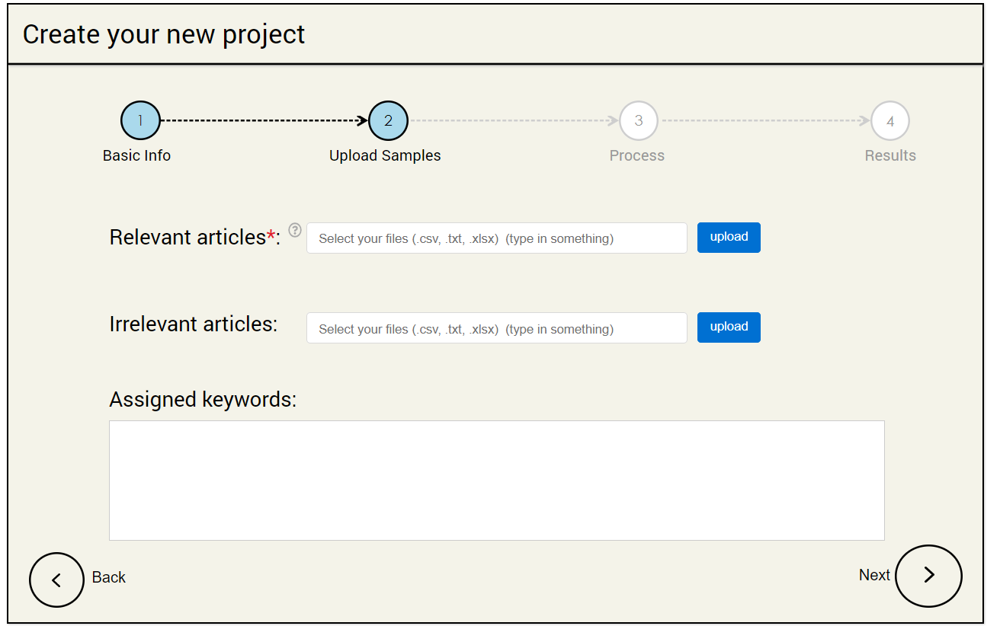 Create your new project
1 2 3 4
Basic Info Upload Samples Process Results
Relevant articles*: ? Select your files (.csv, .txt, .xlsx) (type in something) upload
Irrelevant articles: Select your files (.csv, .txt, .xlsx) (type in something) upload
Assigned keywords:
Back Next